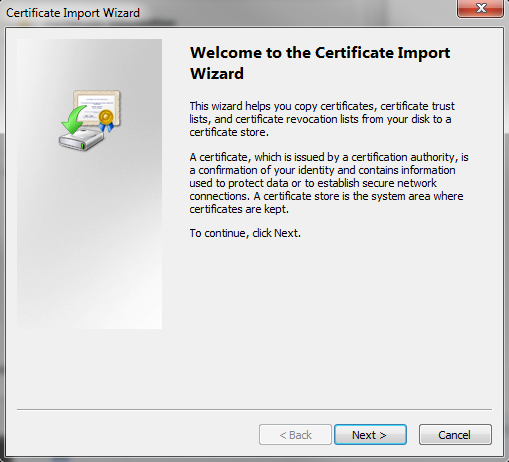 Certificate Import Wizard
Welcome to the Certificate Import
Wizard
This wizard helps you copy certificates, certificate trust
lists, and certificate revocation lists from your disk to a
certificate store.
A certificate, which is issued by a certification authority, is
a confirmation of your identity and contains information
used to protect data or to establish secure network
connections. A certificate store is the system area where
certificates are kept.
To continue, click Next.
< Back
Next >
Cancel